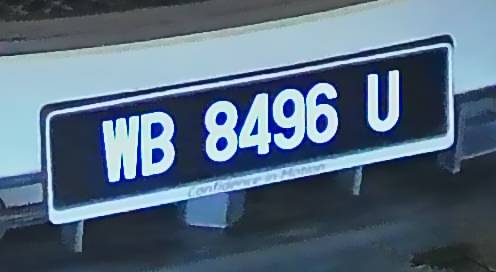 WB 8496 U
Confidence in Motion